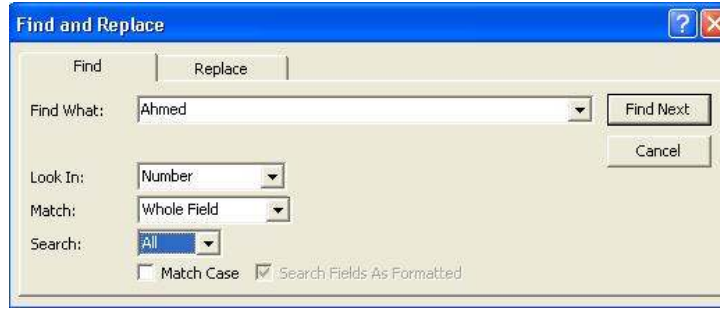 Find and Replace
Find Replace
Find What: Ahmed Find Next
Cancel
Look In: Number
Match: Whole Field
Search: All
Match Case Search Fields As Formatted